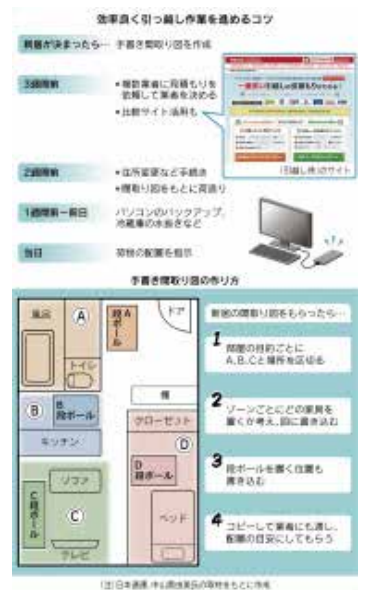 効率良く引っ越し作業を進めるコツ
新居が決まったら… 手書き間取り図を作成
3週間前
•複数業者に見積もりを
依頼して業者を決める
•比較サイト活用も
「引越し侍」のサイト
2週間前
•住所変更など手続き
•間取り図をもとに荷造り
1週間前〜前日
パソコンのバックアップ、
冷蔵庫の水抜きなど
当日
荷物の配置を指示
手書き間取り図の作り方
風呂
A
A
段ボール
ドア
トイレ
棚
B
B
段ボール
キッチン
クローゼット
D
D
段ボール
ソファ
C
C段ボール
ベッド
テレビ
新居の間取り図をもらったら…
1
部屋の目的ごとに
A、B、Cと場所を区切る
2
ゾーンごとにどの家具を
置くか考え、図に書き込む
3
段ボールを置く位置も
書き込む
4
コピーして業者にも渡し、
配置の目安にしてもらう